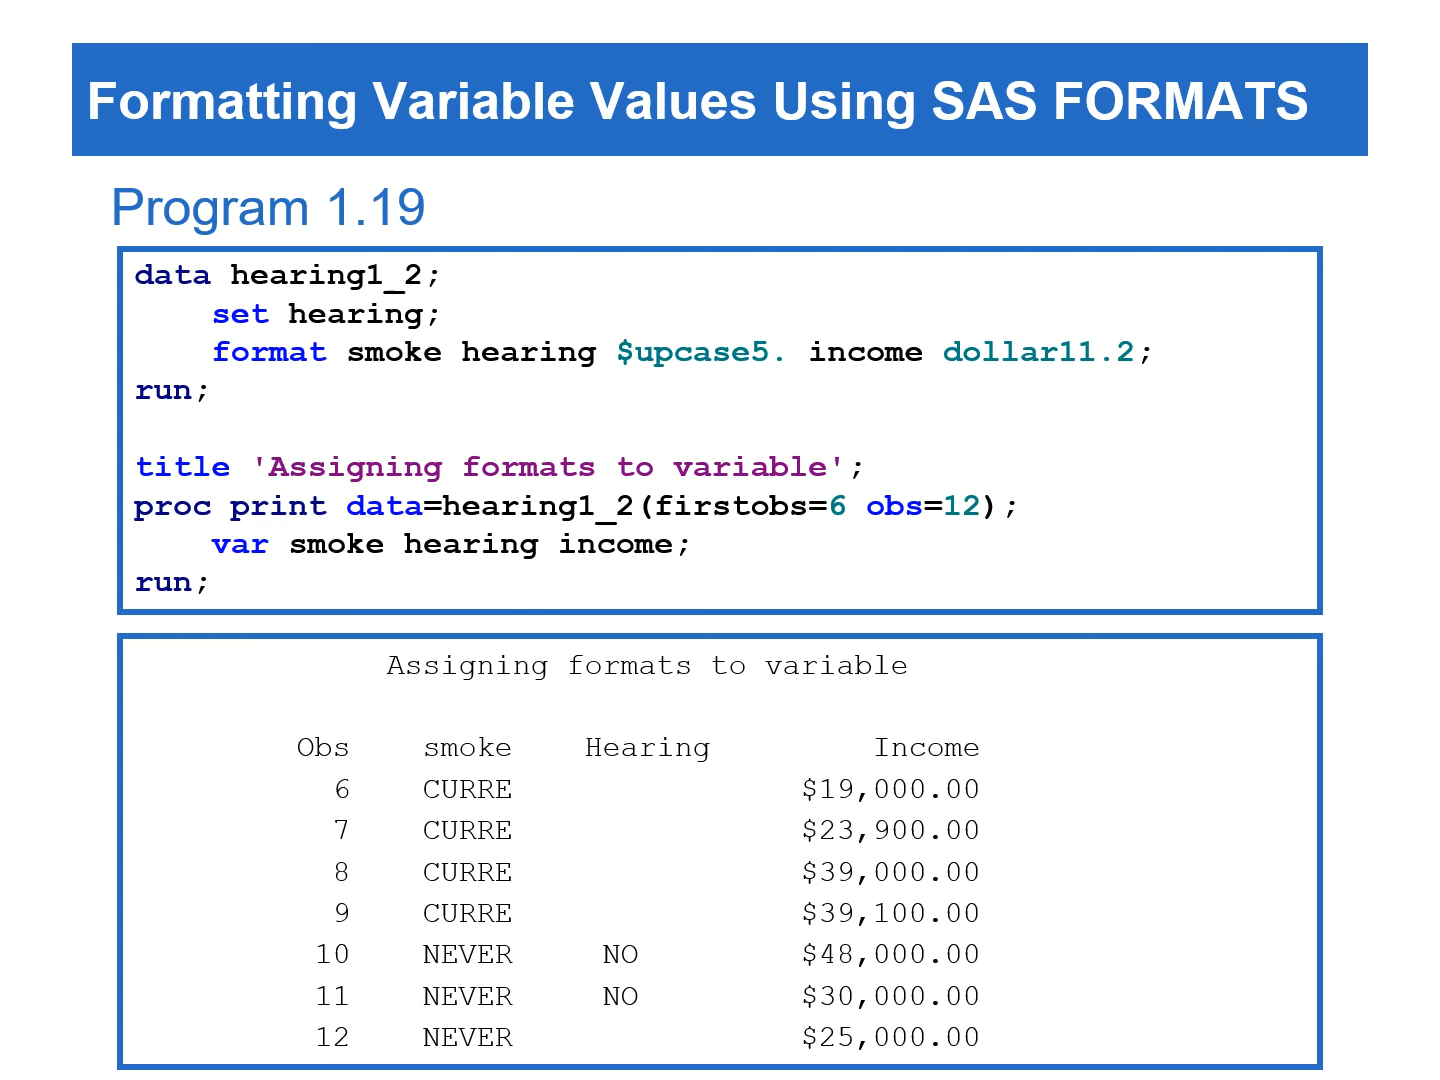 Formatting Variable Values Using SAS FORMATS
Program 1.19
data hearing1_2;
set hearing;
format smoke hearing $upcase5. income dollar11.2;
run;
title 'Assigning formats to variable';
proc print data=hearing1_2(firstobs=6 obs=12);
var smoke hearing income;
run;
Assigning formats to variable
Obs smoke Hearing Income
6 CURRE $19,000.00
7 CURRE $23,900.00
8 CURRE $39,000.00
9 CURRE $39,100.00
10 NEVER NO $48,000.00
11 NEVER NO $30,000.00
12 NEVER $25,000.00